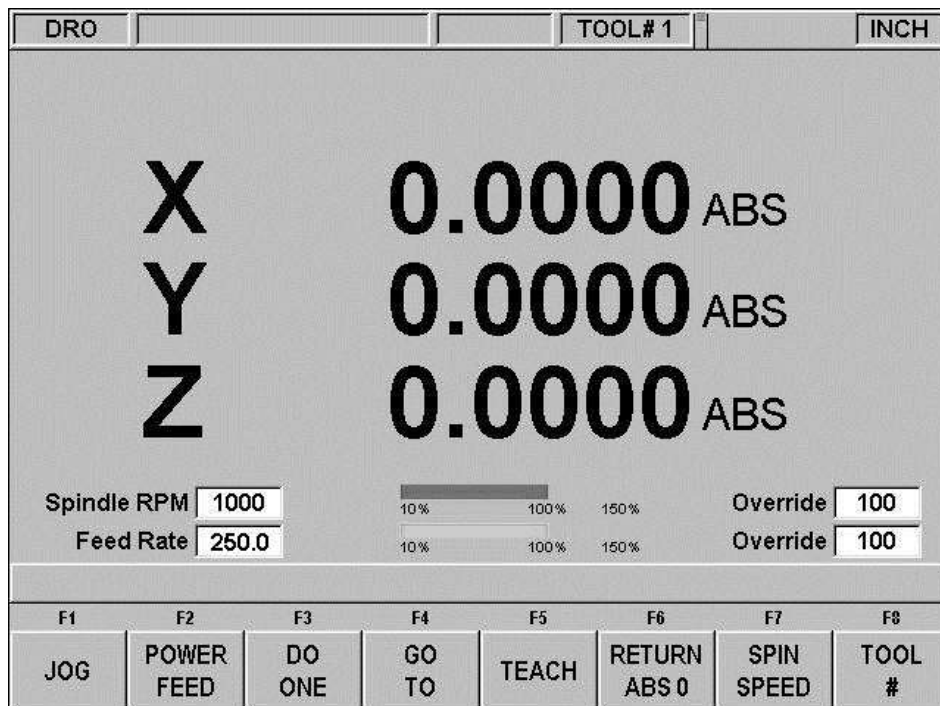 DRO TOOL# 1 INCH
X 0.0000 ABS
Y 0.0000 ABS
Z 0.0000 ABS
Spindle RPM 1000 10% 100% 150% Override 100
Feed Rate 250.0 10% 100% 150% Override 100
F1 F2 F3 F4 F5 F6 F7 F8
JOG POWER FEED DO ONE GO TO TEACH RETURN ABS 0 SPIN SPEED TOOL #